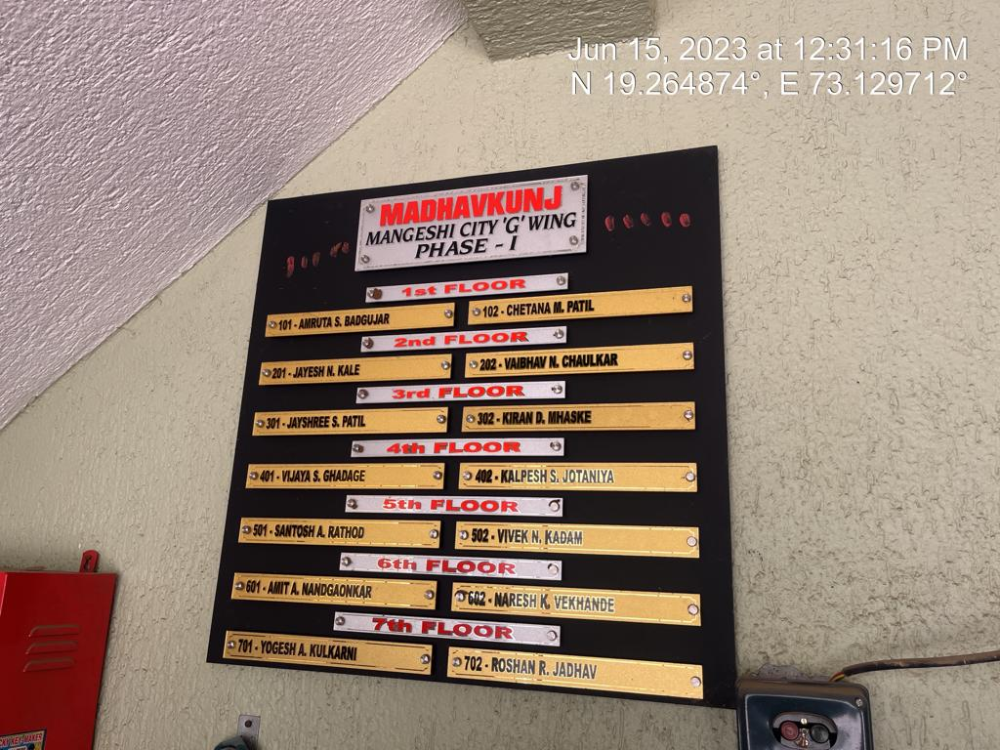 Jun 15, 2023 at 12:31:16 PM
N 19.264874°, E 73.129712°
MADHAVKUNJ
MANGESHI CITY 'G' WING
PHASE - I
1st FLOOR
101 - AMRUTA S. BADGUJAR
102 - CHETANA M. PATIL
2nd FLOOR
201 - JAYESH N. KALE
202 - VAIBHAV N. CHAULKAR
3rd FLOOR
301 - JAYSHREE S. PATIL
302 - KIRAN D. MHASKE
4th FLOOR
401 - VIJAYA S. GHADAGE
402 - KALPESH S. JOTANIYA
5th FLOOR
501 - SANTOSH A. RATHOD
502 - VIVEK N. KADAM
6th FLOOR
601 - AMIT A. NANDGAONKAR
602 - NARESH K. VEKHANDE
7th FLOOR
701 - YOGESH A. KULKARNI
702 - ROSHAN R. JADHAV
KEY MAKER